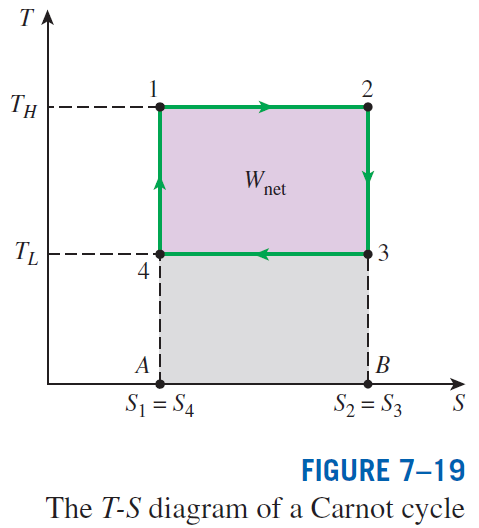 T
1
2
T_H
W_net
T_L
3
4
A
B
S_1 = S_4
S_2 = S_3
S
FIGURE 7–19
The T-S diagram of a Carnot cycle